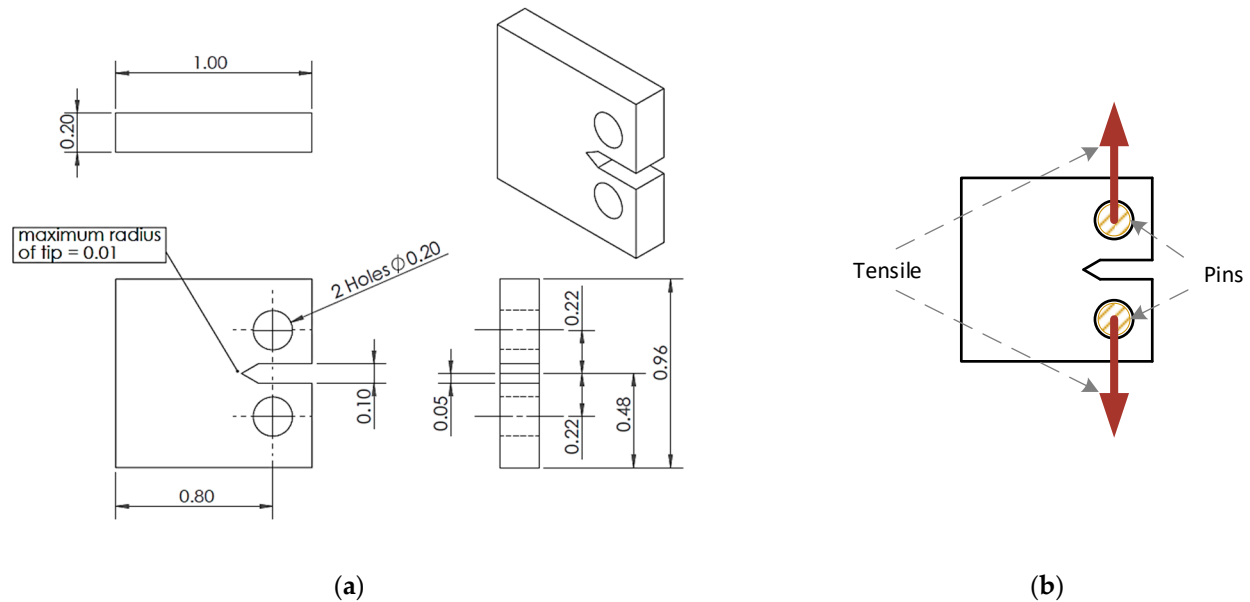 1.00
0.20
maximum radius
of tip = 0.01
2 Holes ∅0.20
0.10
0.80
0.05
0.22
0.22
0.48
0.96
Tensile
Pins
(a)
(b)